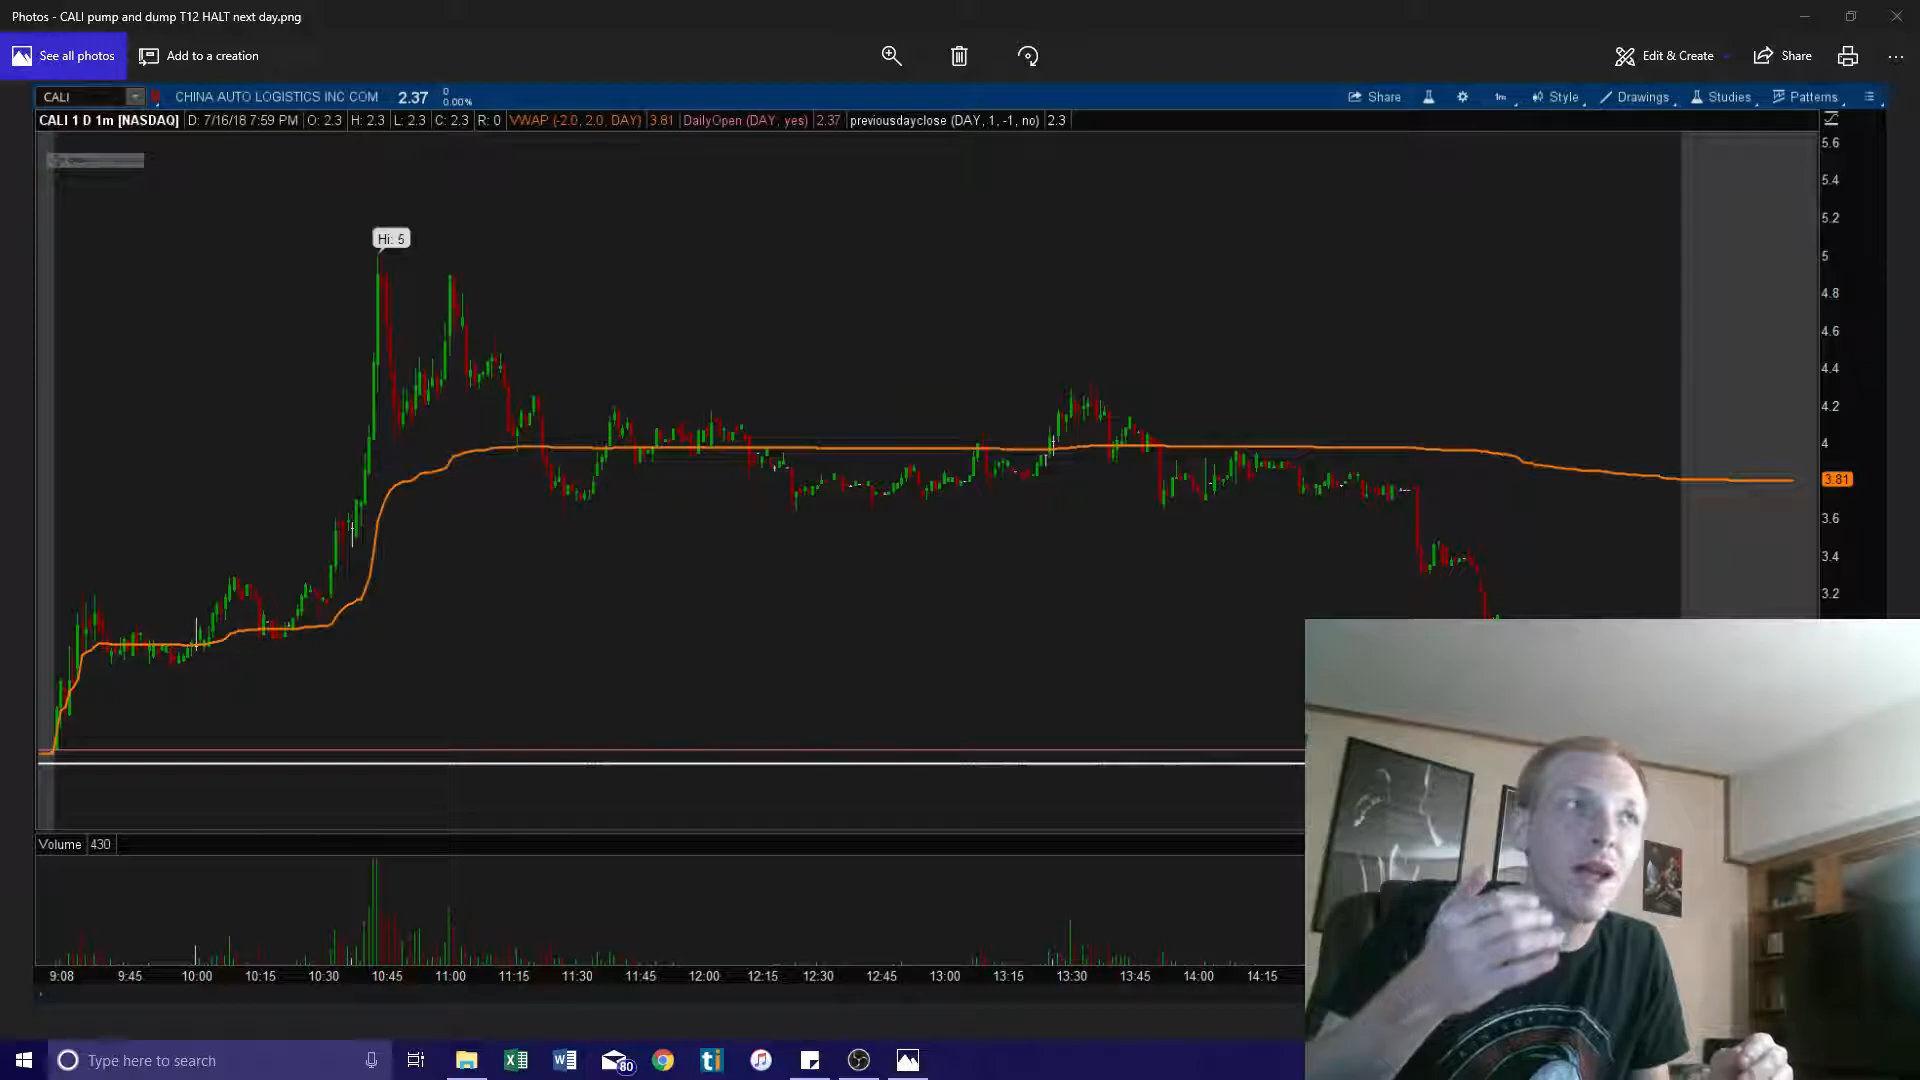 Photos - CALI pump and dump T12 HALT next day.png
See all photos
Add to a creation
Edit & Create
Share
CALI
CHINA AUTO LOGISTICS INC COM
2.37
0
0.00%
Share
1m
Style
Drawings
Studies
Patterns
CALI 1 D 1m [NASDAQ] D: 7/16/18 7:59 PM O: 2.3 H: 2.3 L: 2.3 C: 2.3 R: 0 VWAP (-2.0, 2.0, DAY) 3.81 DailyOpen (DAY, yes) 2.37 previousdayclose (DAY, 1, -1, no) 2.3
5.6
5.4
5.2
Hi: 5
5
4.8
4.6
4.4
4.2
4
3.81
3.6
3.4
3.2
Volume 430
9:08 9:45 10:00 10:15 10:30 10:45 11:00 11:15 11:30 11:45 12:00 12:15 12:30 12:45 13:00 13:15 13:30 13:45 14:00 14:15
Type here to search
80